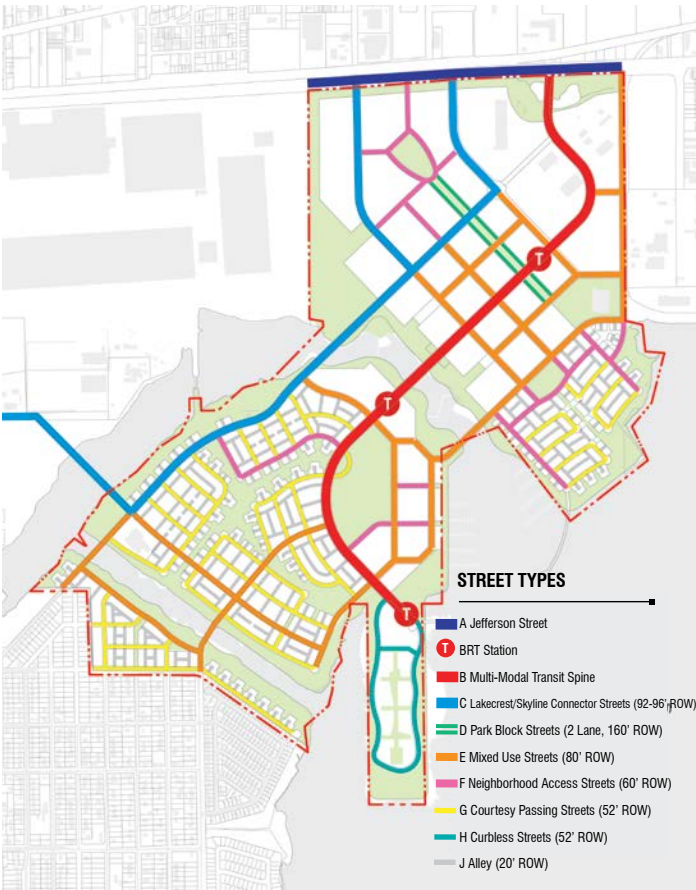 T
T
T
STREET TYPES
A Jefferson Street
T BRT Station
B Multi-Modal Transit Spine
C Lakecrest/Skyline Connector Streets (92-96' ROW)
D Park Block Streets (2 Lane, 160' ROW)
E Mixed Use Streets (80' ROW)
F Neighborhood Access Streets (60' ROW)
G Courtesy Passing Streets (52' ROW)
H Curbless Streets (52' ROW)
J Alley (20' ROW)